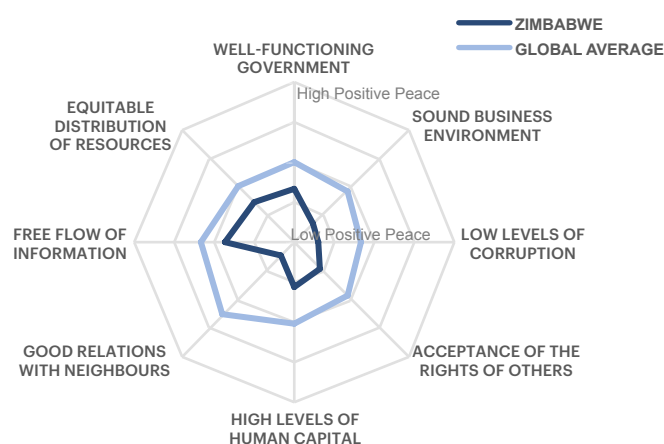 ZIMBABWE
GLOBAL AVERAGE
WELL-FUNCTIONING
GOVERNMENT
High Positive Peace
EQUITABLE
DISTRIBUTION
OF RESOURCES
SOUND BUSINESS
ENVIRONMENT
FREE FLOW OF
INFORMATION
Low Positive Peace
LOW LEVELS OF
CORRUPTION
GOOD RELATIONS
WITH NEIGHBOURS
ACCEPTANCE OF THE
RIGHTS OF OTHERS
HIGH LEVELS OF
HUMAN CAPITAL